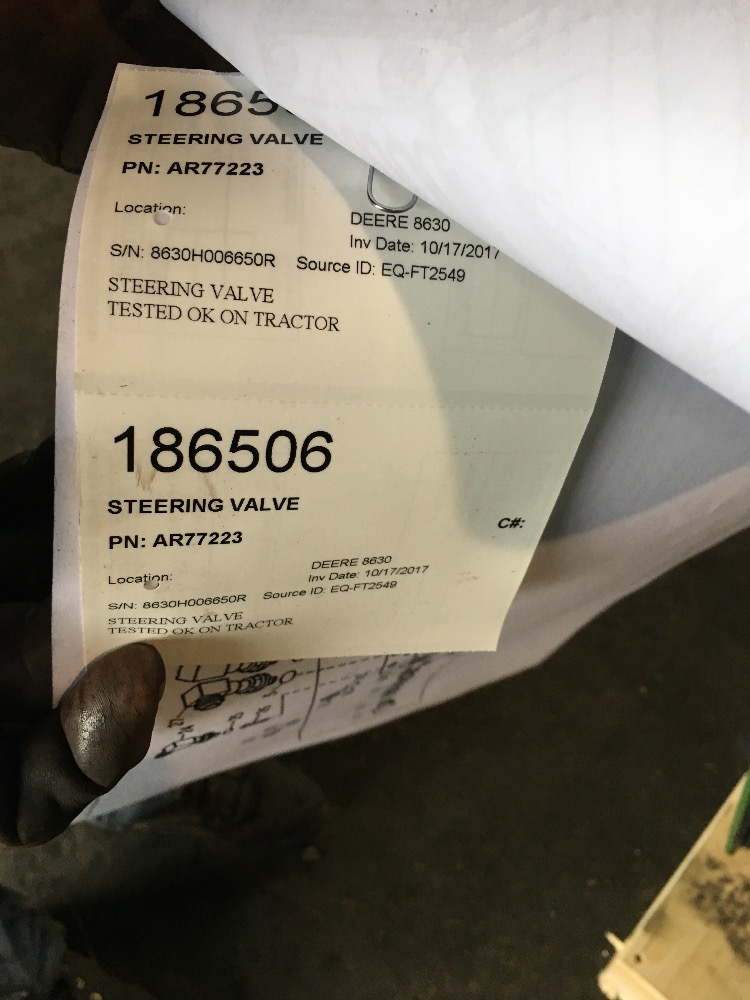 1865
STEERING VALVE
PN: AR77223
Location:
DEERE 8630
Inv Date: 10/17/2017
S/N: 8630H006650R Source ID: EQ-FT2549
STEERING VALVE
TESTED OK ON TRACTOR
186506
STEERING VALVE
C#:
PN: AR77223
DEERE 8630
Location:
Inv Date: 10/17/2017
S/N: 8630H006650R Source ID: EQ-FT2549
STEERING VALVE
TESTED OK ON TRACTOR